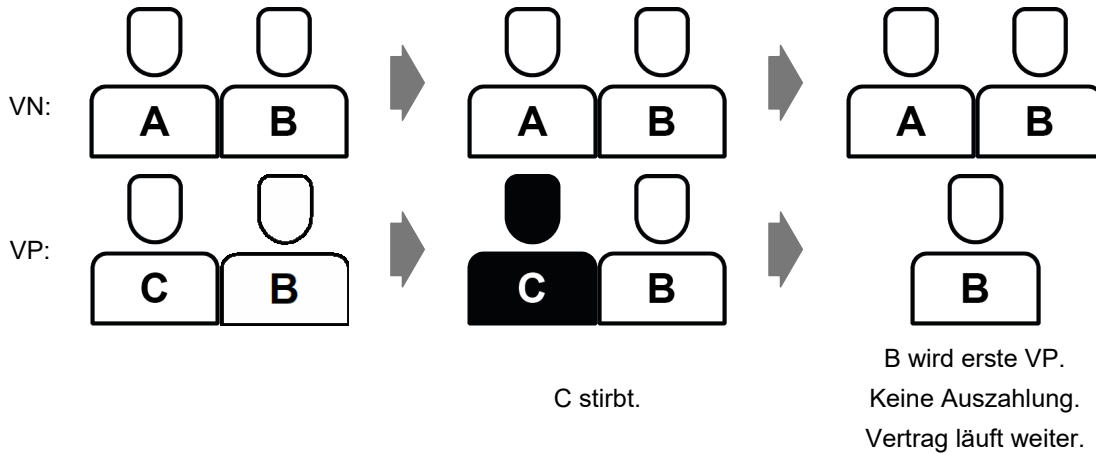 VN:
A B
A B
A B
VP:
C B
C B
B
C stirbt.
B wird erste VP.
Keine Auszahlung.
Vertrag läuft weiter.